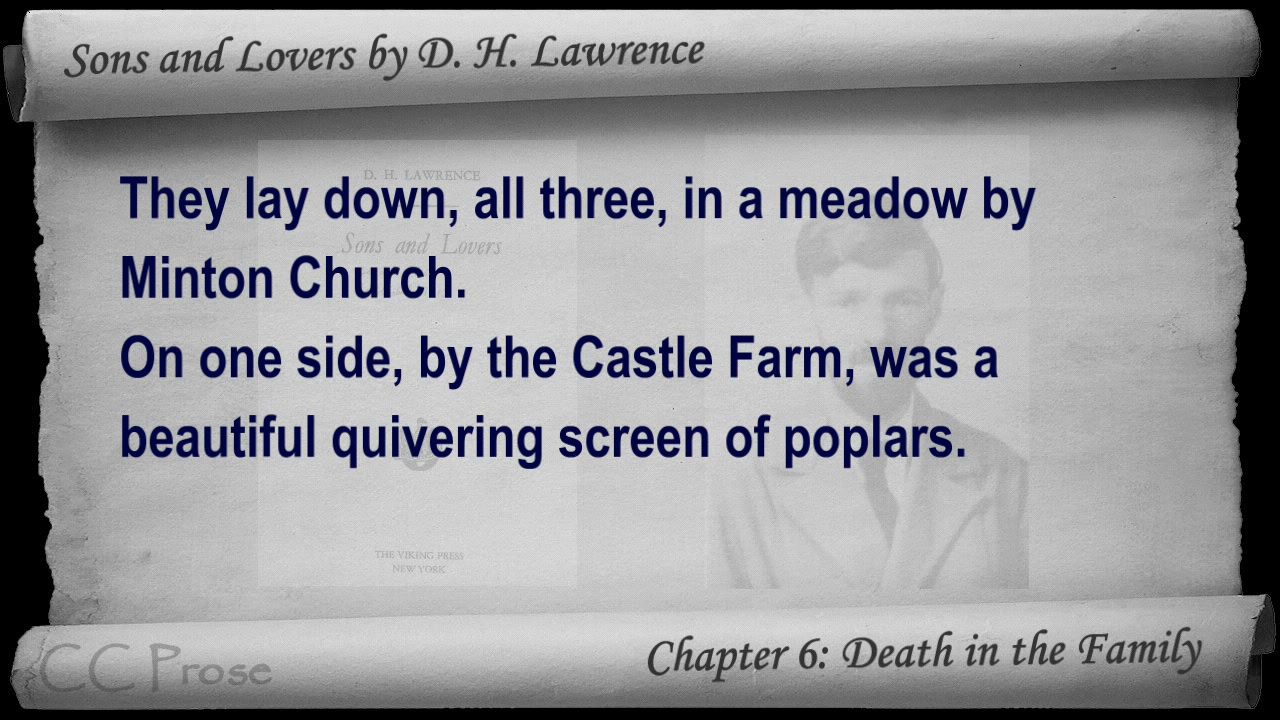 Sons and Lovers by D. H. Lawrence
D. H. LAWRENCE
They lay down, all three, in a meadow by
Sons and Lovers
Minton Church.
On one side, by the Castle Farm, was a
beautiful quivering screen of poplars.
THE VIKING PRESS
NEW YORK
CC Prose
Chapter 6: Death in the Family